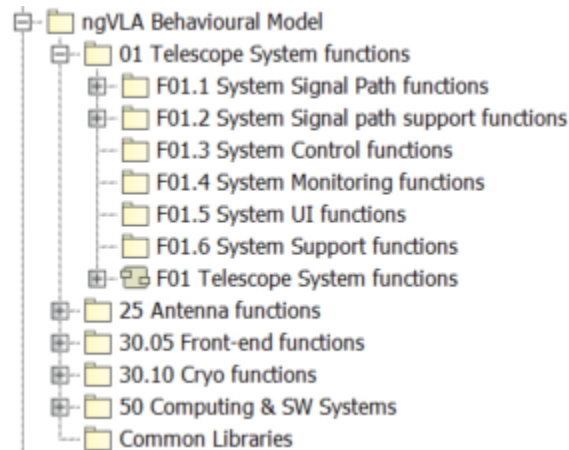 ngVLA Behavioural Model
01 Telescope System functions
F01.1 System Signal Path functions
F01.2 System Signal path support functions
F01.3 System Control functions
F01.4 System Monitoring functions
F01.5 System UI functions
F01.6 System Support functions
F01 Telescope System functions
25 Antenna functions
30.05 Front-end functions
30.10 Cryo functions
50 Computing & SW Systems
Common Libraries